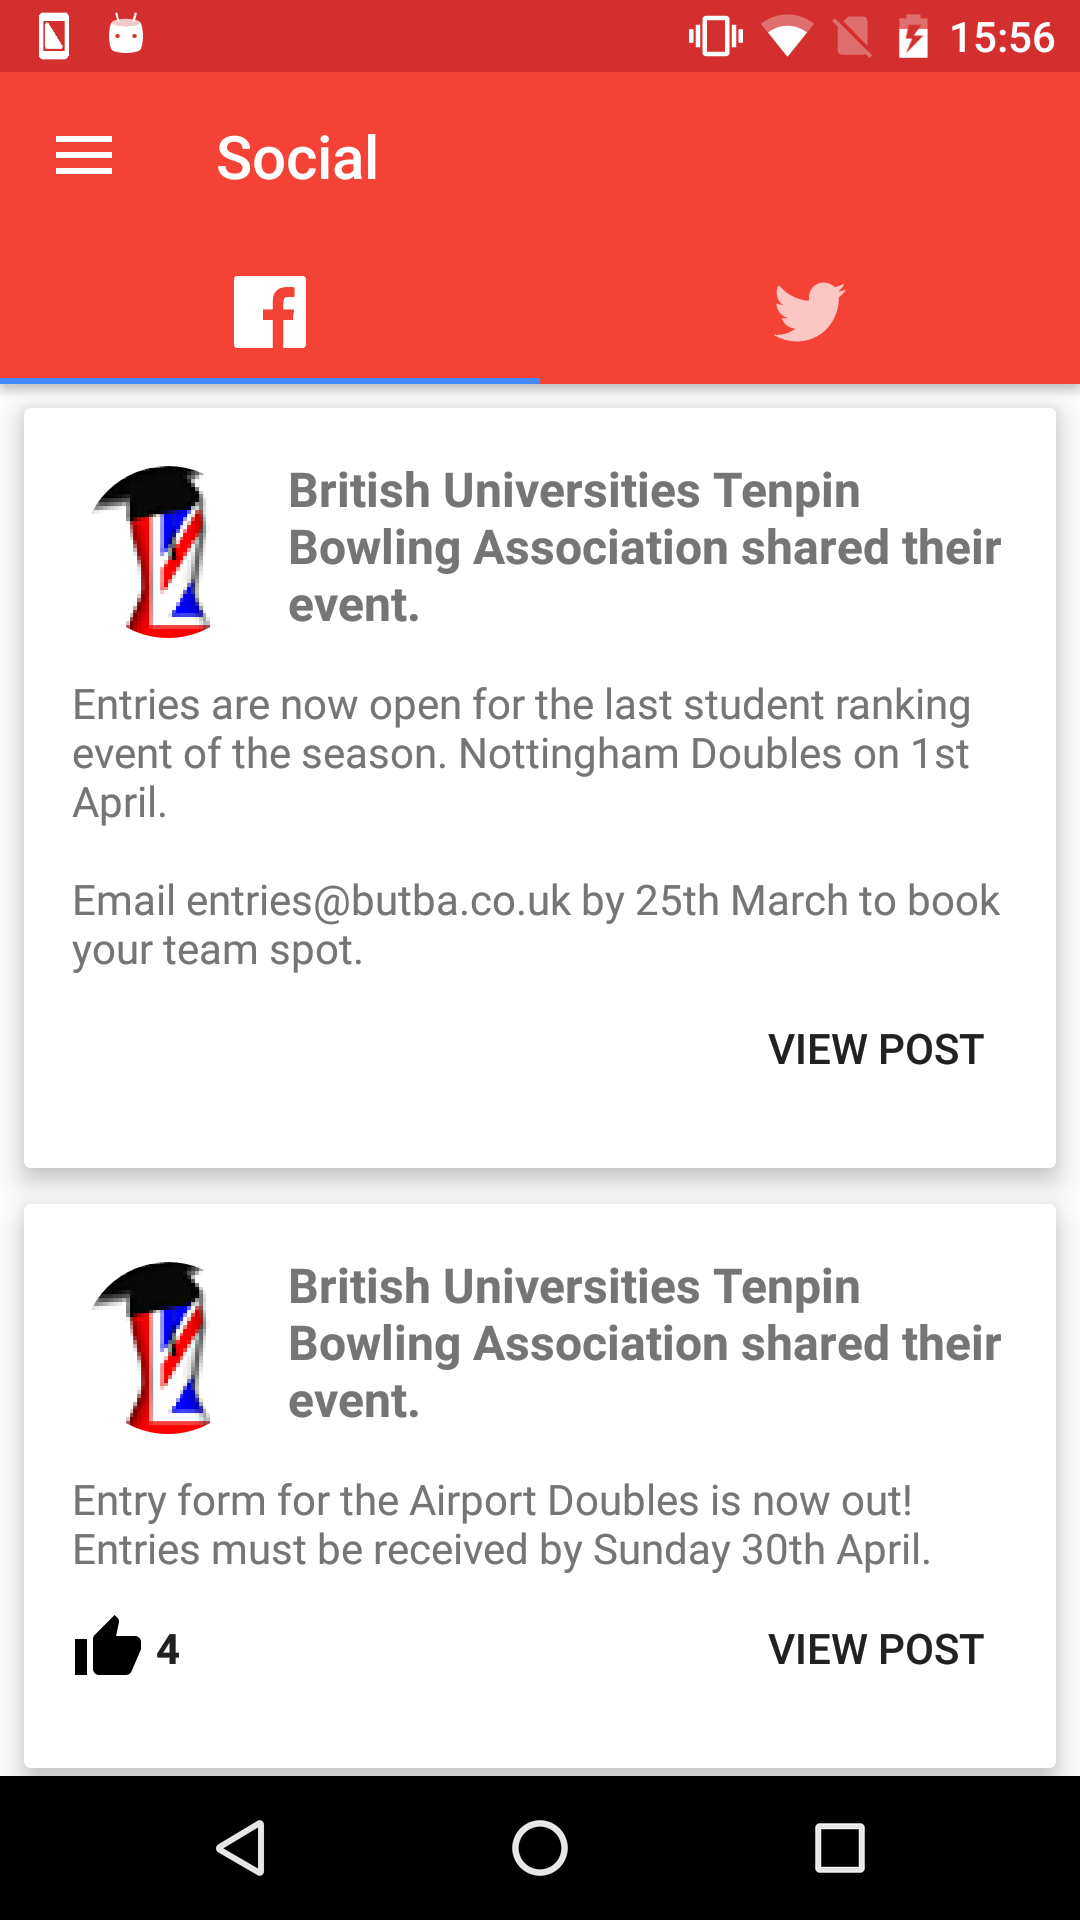 15:56
Social
British Universities Tenpin
Bowling Association shared their
event.
Entries are now open for the last student ranking
event of the season. Nottingham Doubles on 1st
April.
Email entries@butba.co.uk by 25th March to book
your team spot.
VIEW POST
British Universities Tenpin
Bowling Association shared their
event.
Entry form for the Airport Doubles is now out!
Entries must be received by Sunday 30th April.
4
VIEW POST